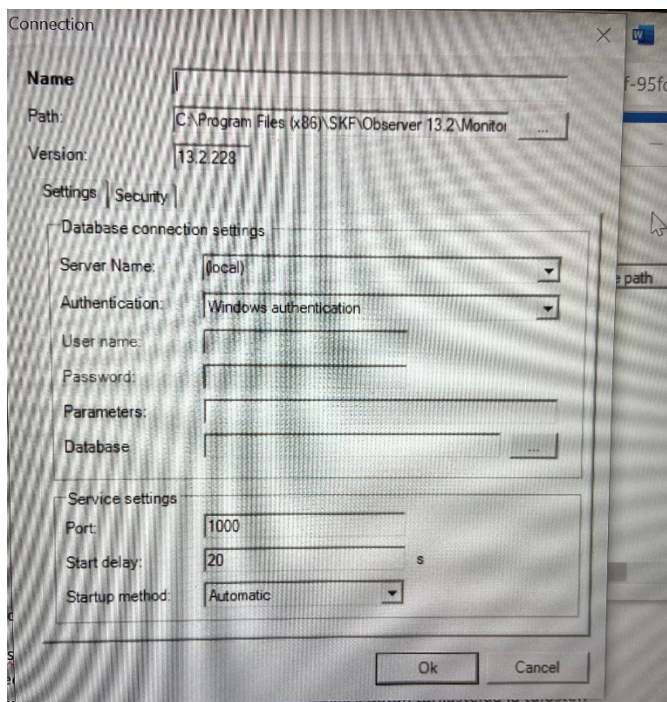 Connection
Name
Path: C:\Program Files (x86)\SKF\Observer 13.2\Monitor ...
Version: 13.2.228
Settings Security
Database connection settings
Server Name: (local)
Authentication: Windows authentication
User name:
Password:
Parameters:
Database ...
Service settings
Port: 1000
Start delay: 20 s
Startup method: Automatic
Ok Cancel
f-95f
path